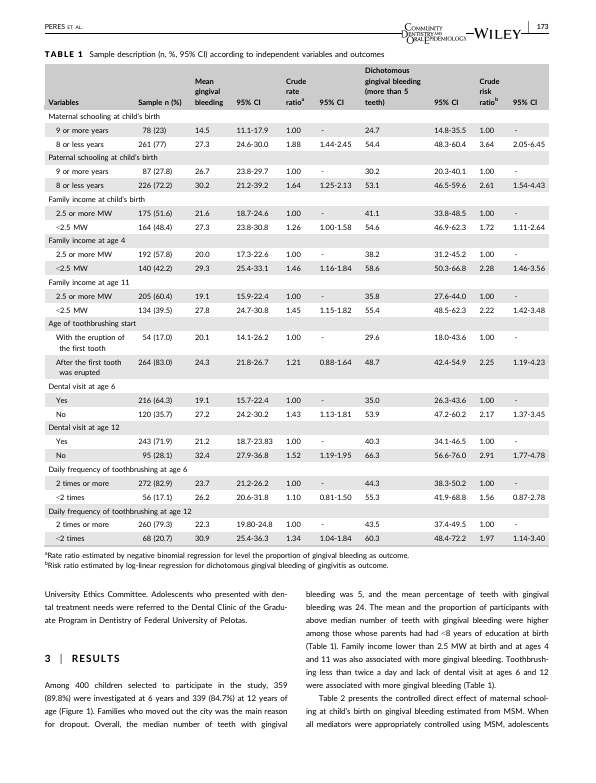 PERES ET AL.
COMMUNITY DENTISTRY AND ORAL EPIDEMIOLOGY WILEY 173
TABLE 1 Sample description (n, %, 95% CI) according to independent variables and outcomes
Variables Sample n (%) Mean gingival bleeding 95% CI Crude rate ratioᵃ 95% CI Dichotomous gingival bleeding (more than 5 teeth) 95% CI Crude risk ratioᵇ 95% CI
Maternal schooling at child's birth
9 or more years 78 (23) 14.5 11.1-17.9 1.00 - 24.7 14.8-35.5 1.00 -
8 or less years 261 (77) 27.3 24.6-30.0 1.88 1.44-2.45 54.4 48.3-60.4 3.64 2.05-6.45
Paternal schooling at child's birth
9 or more years 87 (27.8) 26.7 23.8-29.7 1.00 - 30.2 20.3-40.1 1.00 -
8 or less years 226 (72.2) 30.2 21.2-39.2 1.64 1.25-2.13 53.1 46.5-59.6 2.61 1.54-4.43
Family income at child's birth
2.5 or more MW 175 (51.6) 21.6 18.7-24.6 1.00 - 41.1 33.8-48.5 1.00 -
<2.5 MW 164 (48.4) 27.3 23.8-30.8 1.26 1.00-1.58 54.6 46.9-62.3 1.72 1.11-2.64
Family income at age 4
2.5 or more MW 192 (57.8) 20.0 17.3-22.6 1.00 - 38.2 31.2-45.2 1.00 -
<2.5 MW 140 (42.2) 29.3 25.4-33.1 1.46 1.16-1.84 58.6 50.3-66.8 2.28 1.46-3.56
Family income at age 11
2.5 or more MW 205 (60.4) 19.1 15.9-22.4 1.00 - 35.8 27.6-44.0 1.00 -
<2.5 MW 134 (39.5) 27.8 24.7-30.8 1.45 1.15-1.82 55.4 48.5-62.3 2.22 1.42-3.48
Age of toothbrushing start
With the eruption of 54 (17.0) 20.1 14.1-26.2 1.00 - 29.6 18.0-43.6 1.00 -
the first tooth
After the first tooth 264 (83.0) 24.3 21.8-26.7 1.21 0.88-1.64 48.7 42.4-54.9 2.25 1.19-4.23
was erupted
Dental visit at age 6
Yes 216 (64.3) 19.1 15.7-22.4 1.00 - 35.0 26.3-43.6 1.00 -
No 120 (35.7) 27.2 24.2-30.2 1.43 1.13-1.81 53.9 47.2-60.2 2.17 1.37-3.45
Dental visit at age 12
Yes 243 (71.9) 21.2 18.7-23.83 1.00 - 40.3 34.1-46.5 1.00 -
No 95 (28.1) 32.4 27.9-36.8 1.52 1.19-1.95 66.3 56.6-76.0 2.91 1.77-4.78
Daily frequency of toothbrushing at age 6
2 times or more 272 (82.9) 23.7 21.2-26.2 1.00 - 44.3 38.3-50.2 1.00 -
<2 times 56 (17.1) 26.2 20.6-31.8 1.10 0.81-1.50 55.3 41.9-68.8 1.56 0.87-2.78
Daily frequency of toothbrushing at age 12
2 times or more 260 (79.3) 22.3 19.80-24.8 1.00 - 43.5 37.4-49.5 1.00 -
<2 times 68 (20.7) 30.9 25.4-36.3 1.34 1.04-1.84 60.3 48.4-72.2 1.97 1.14-3.40
ᵃRate ratio estimated by negative binomial regression for level the proportion of gingival bleeding as outcome.
ᵇRisk ratio estimated by log-linear regression for dichotomous gingival bleeding of gingivitis as outcome.
University Ethics Committee. Adolescents who presented with den-
tal treatment needs were referred to the Dental Clinic of the Gradu-
ate Program in Dentistry of Federal University of Pelotas.
3 | RESULTS
Among 400 children selected to participate in the study, 359
(89.8%) were investigated at 6 years and 339 (84.7%) at 12 years of
age (Figure 1). Families who moved out the city was the main reason
for dropout. Overall, the median number of teeth with gingival
bleeding was 5, and the mean percentage of teeth with gingival
bleeding was 24. The mean and the proportion of participants with
above median number of teeth with gingival bleeding were higher
among those whose parents had had <8 years of education at birth
(Table 1). Family income lower than 2.5 MW at birth and at ages 4
and 11 was also associated with more gingival bleeding. Toothbrush-
ing less than twice a day and lack of dental visit at ages 6 and 12
were associated with more gingival bleeding (Table 1).
Table 2 presents the controlled direct effect of maternal school-
ing at child's birth on gingival bleeding estimated from MSM. When
all mediators were appropriately controlled using MSM, adolescents